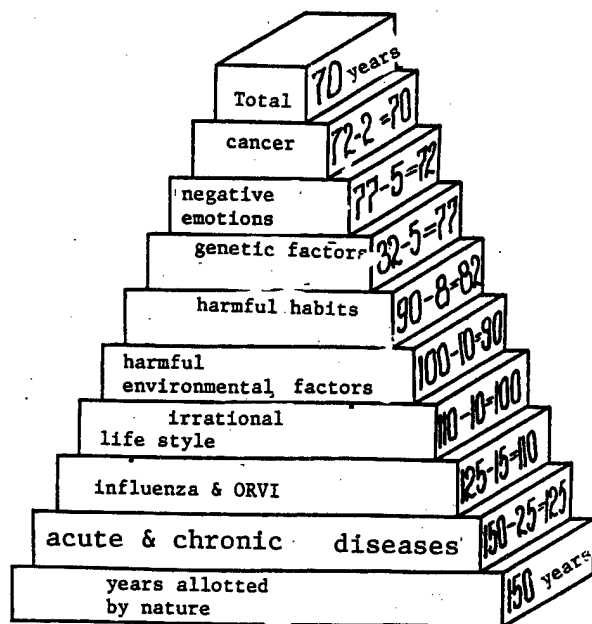 Total 70 years
cancer 72-2=70
negative
emotions 77-5=72
genetic factors 32-5=77
harmful habits 90-8=82
harmful
environmental factors 100-10=90
irrational
life style 110-10=100
influenza & ORVI 125-15=110
acute & chronic diseases 150-25=125
years allotted
by nature 150 years